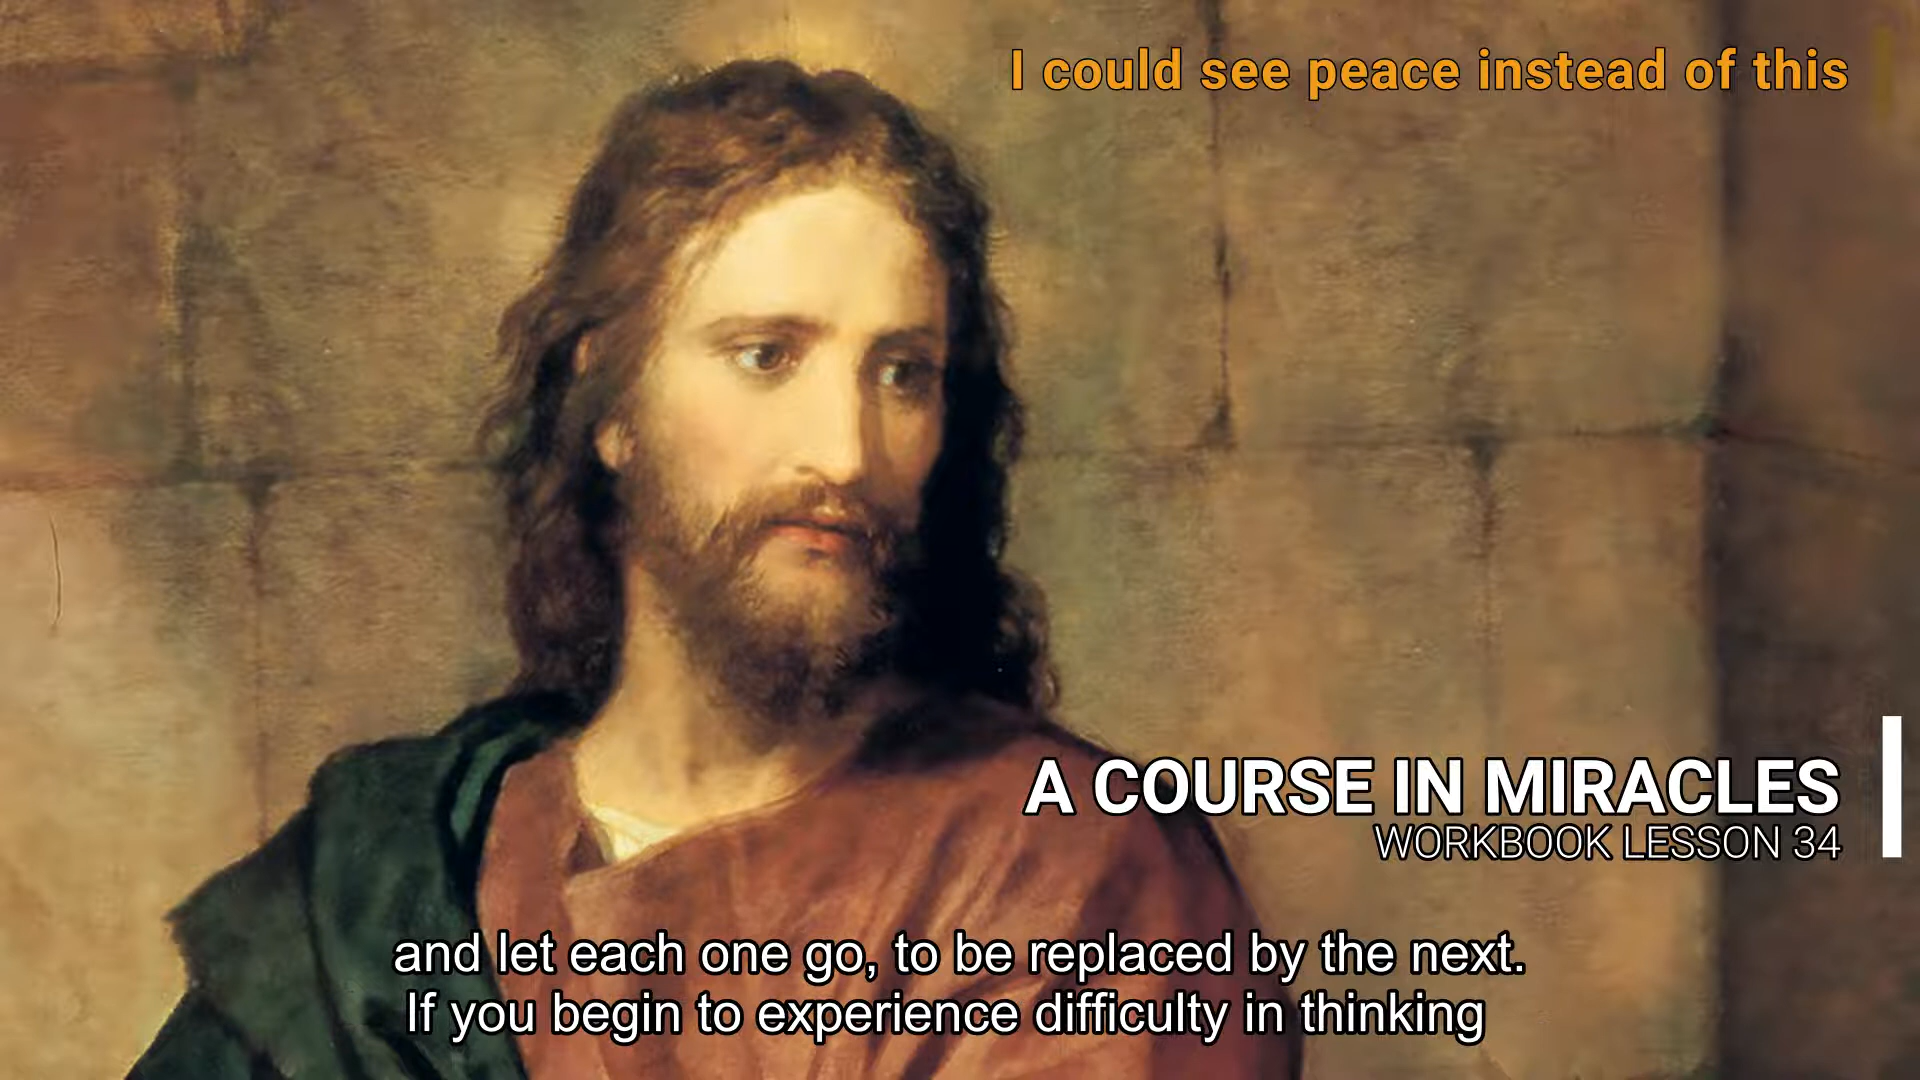 I could see peace instead of this
A COURSE IN MIRACLES
WORKBOOK LESSON 34
and let each one go, to be replaced by the next.
If you begin to experience difficulty in thinking